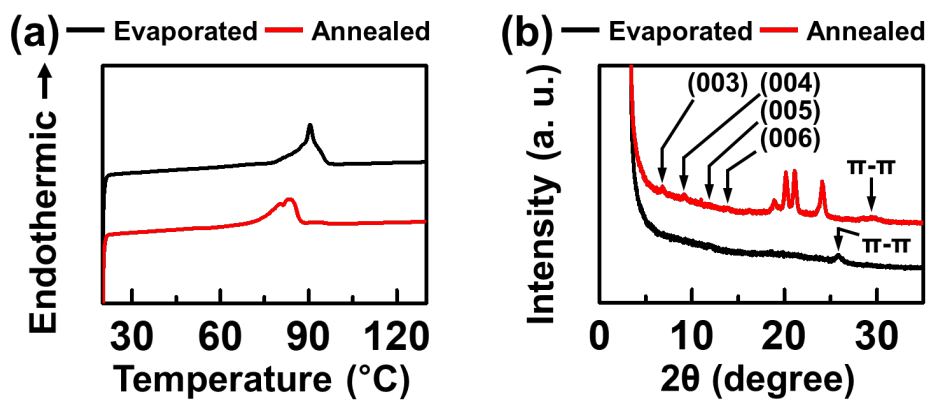 (a) Evaporated Annealed
Endothermic →
30 60 90 120
Temperature (°C)
(b) Evaporated Annealed
Intensity (a. u.)
(003) (004)
(005)
(006)
π-π
π-π
0 10 20 30
2θ (degree)